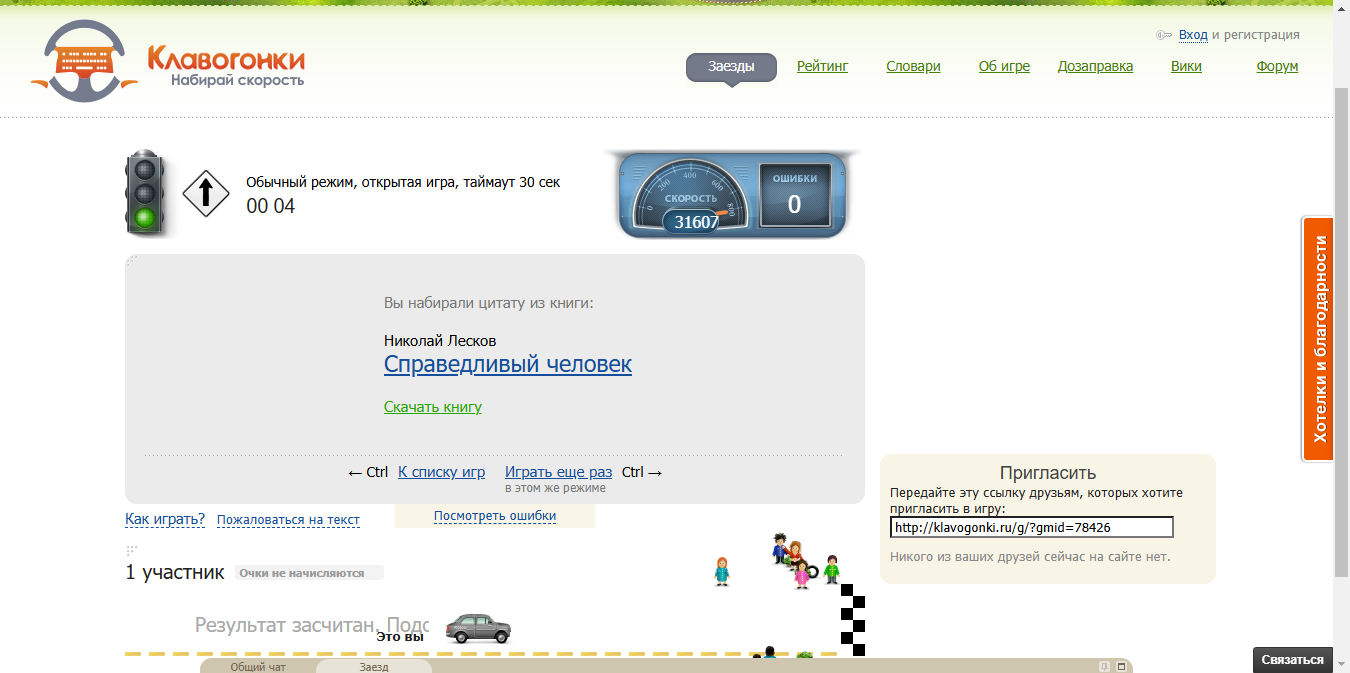 Клавогонки
Набирай скорость
Вход и регистрация
Заезды
Рейтинг
Словари
Об игре
Дозаправка
Вики
Форум
Обычный режим, открытая игра, таймаут 30 сек
00 04
0
200
400
600
800
СКОРОСТЬ
31607
ОШИБКИ
0
Вы набирали цитату из книги:
Николай Лесков
Справедливый человек
Скачать книгу
← Ctrl К списку игр Играть еще раз Ctrl →
в этом же режиме
Как играть? Пожаловаться на текст
Посмотреть ошибки
1 участник Очки не начисляются
Результат засчитан. Подс
Это вы
Общий чат
Заезд
Пригласить
Передайте эту ссылку друзьям, которых хотите
пригласить в игру:
http://klavogonki.ru/g/?gmid=78426
Никого из ваших друзей сейчас на сайте нет.
Хотелки и благодарности
Связаться